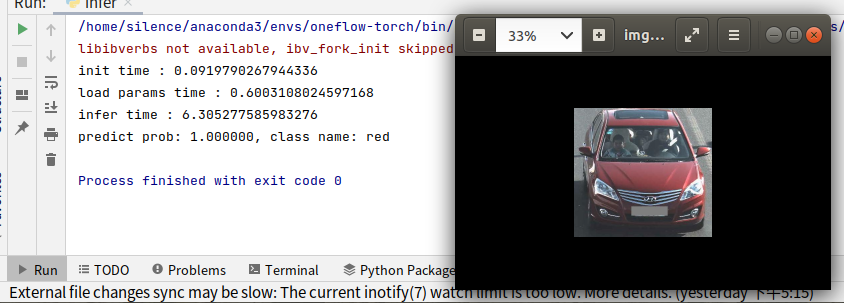 Run: infer
/home/silence/anaconda3/envs/oneflow-torch/bin/
libibverbs not available, ibv_fork_init skipped
init time : 0.0919790267944336
load params time : 0.6003108024597168
infer time : 6.305277585983276
predict prob: 1.000000, class name: red
Process finished with exit code 0
33% img...
Run TODO Problems Terminal Python Package
External file changes sync may be slow: The current inotify(7) watch limit is too low. More details. (yesterday 下午5:15)